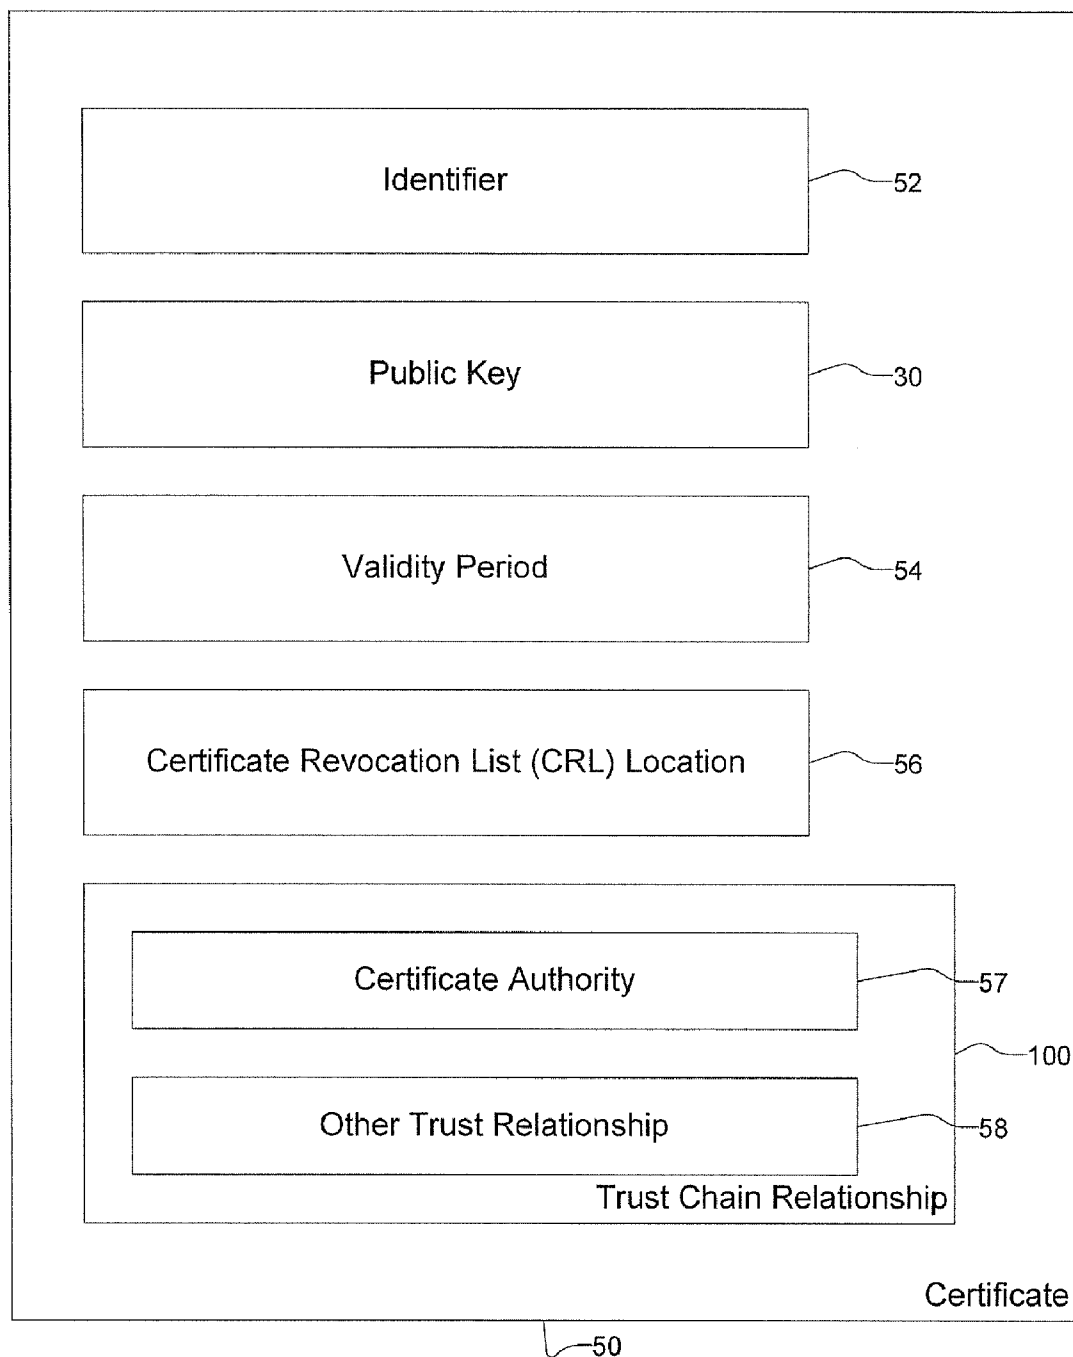 Identifier
52
Public Key
30
Validity Period
54
Certificate Revocation List (CRL) Location
56
Certificate Authority
57
100
Other Trust Relationship
58
Trust Chain Relationship
Certificate
50